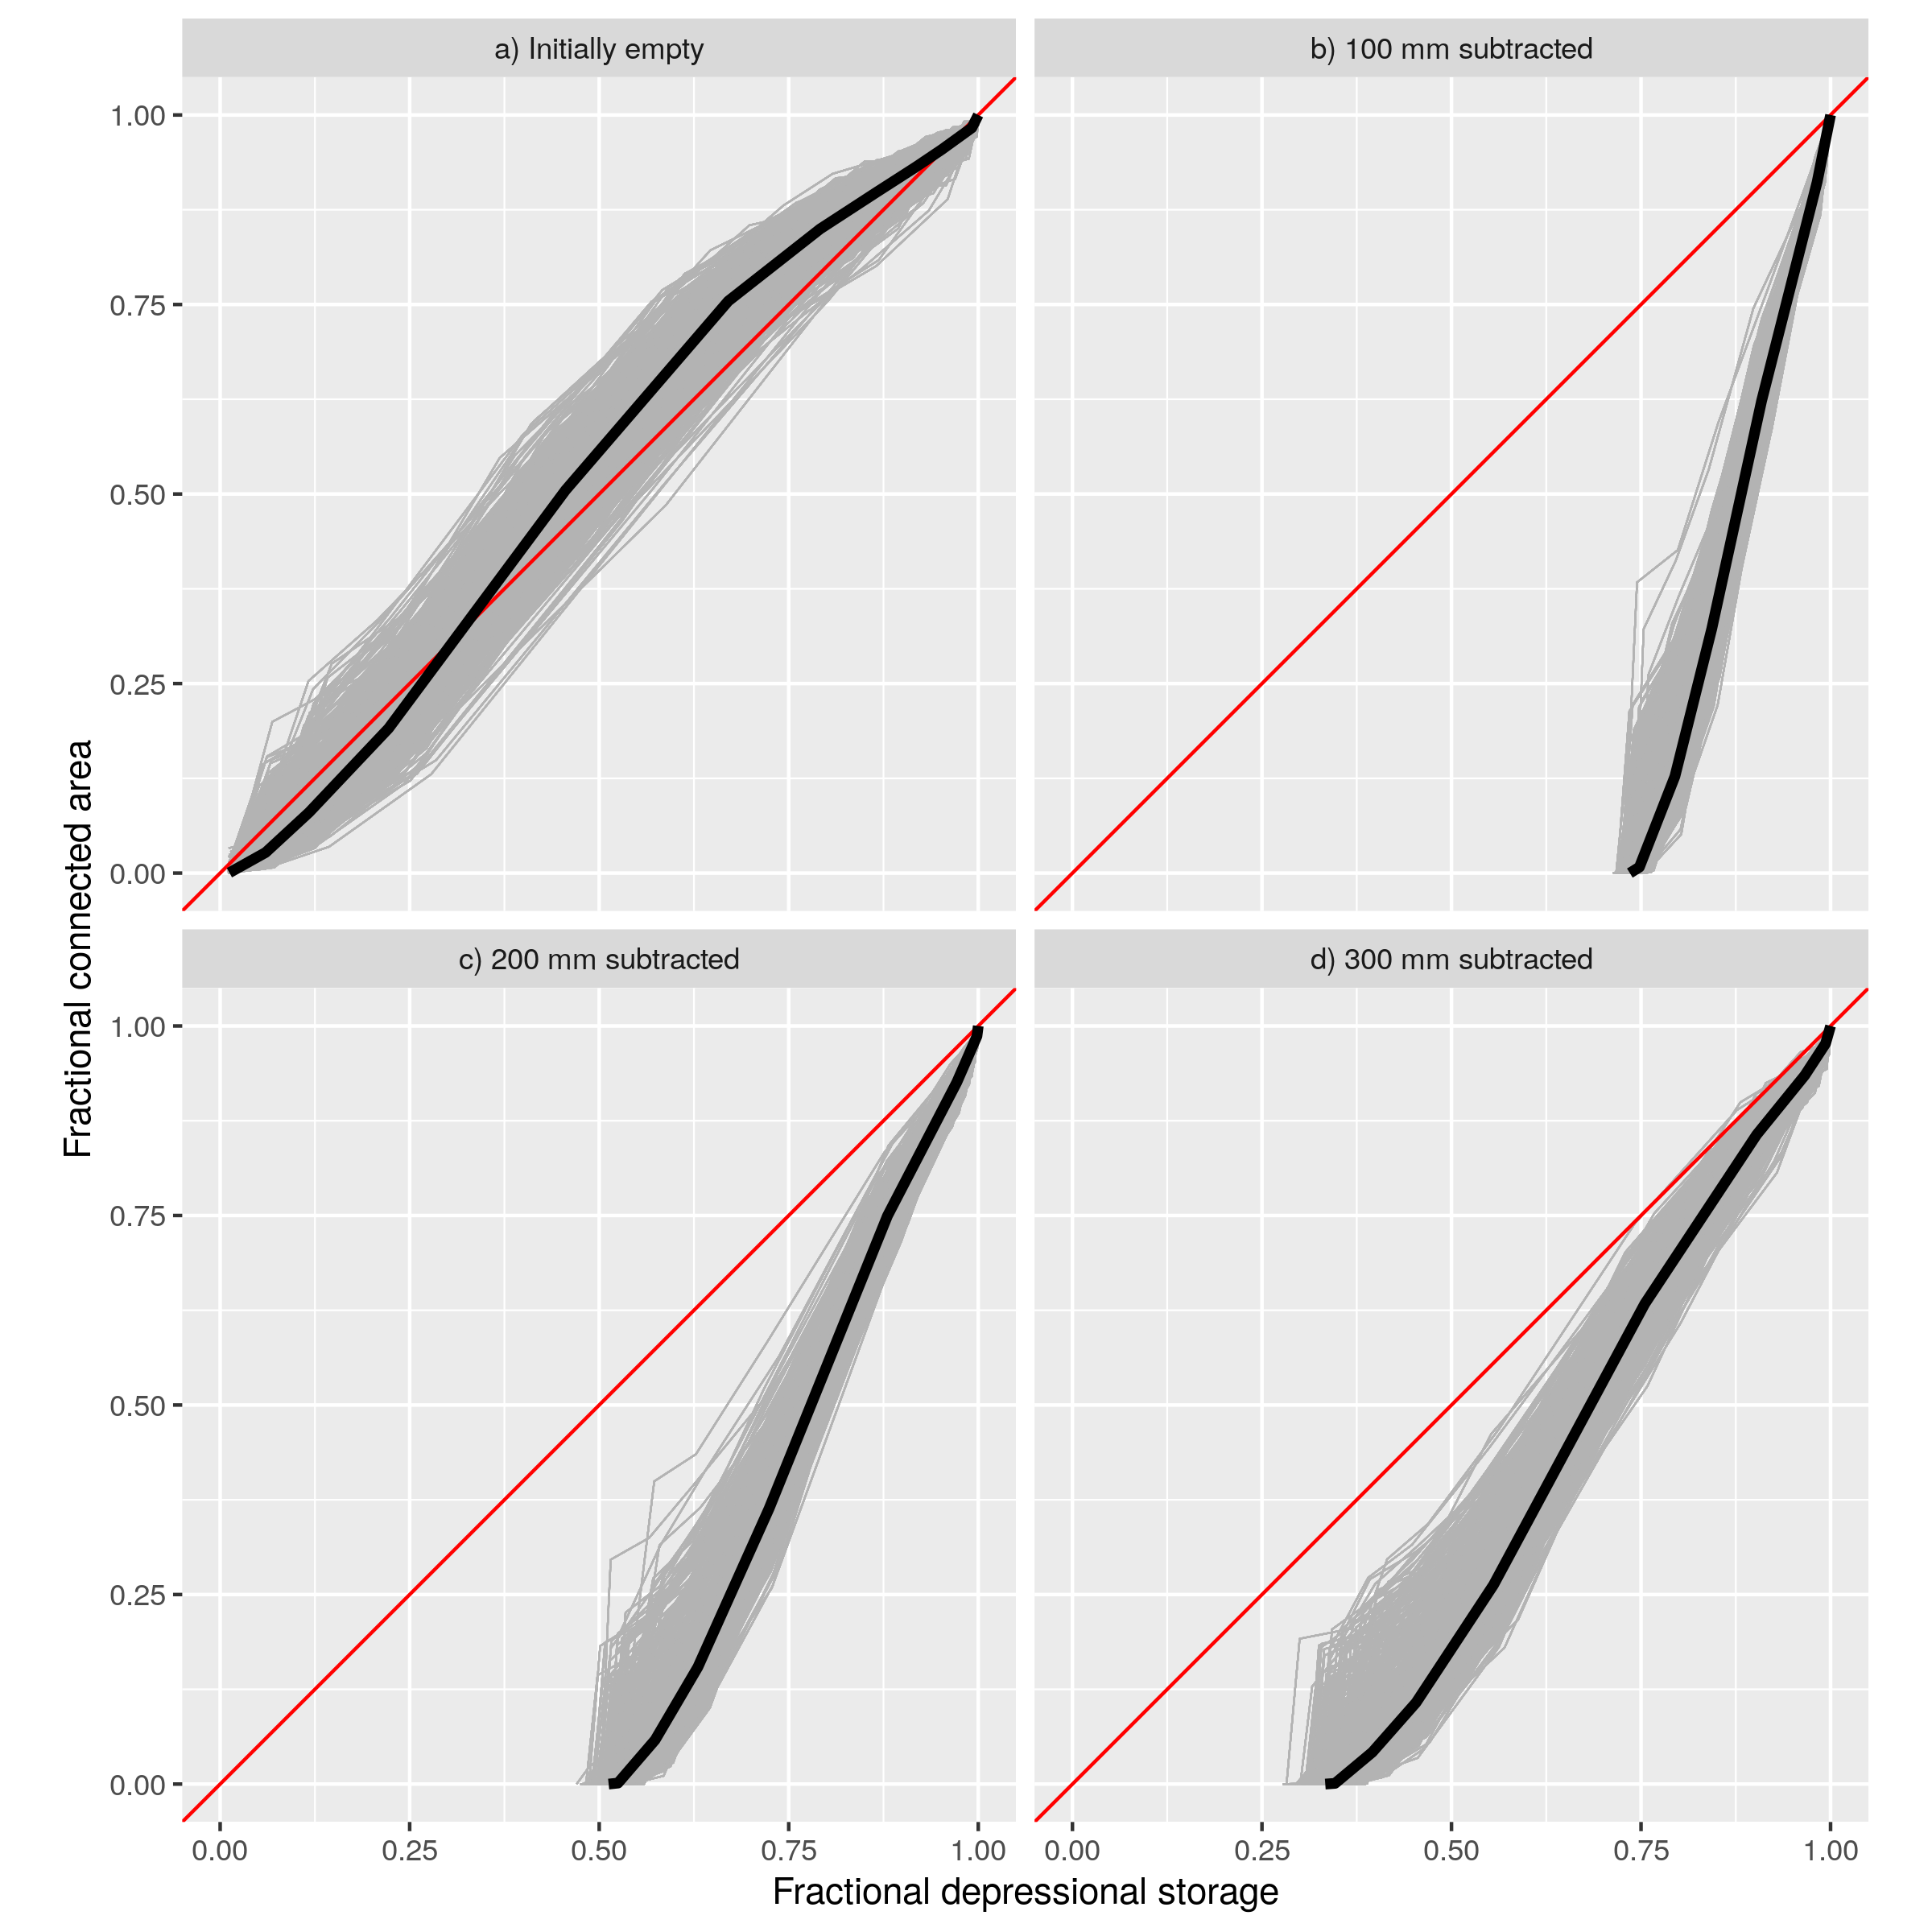 a) Initially empty
b) 100 mm subtracted
1.00
0.75
0.50
0.25
0.00
c) 200 mm subtracted
d) 300 mm subtracted
1.00
0.75
0.50
0.25
0.00
Fractional connected area
0.00 0.25 0.50 0.75 1.00
0.00 0.25 0.50 0.75 1.00
Fractional depressional storage